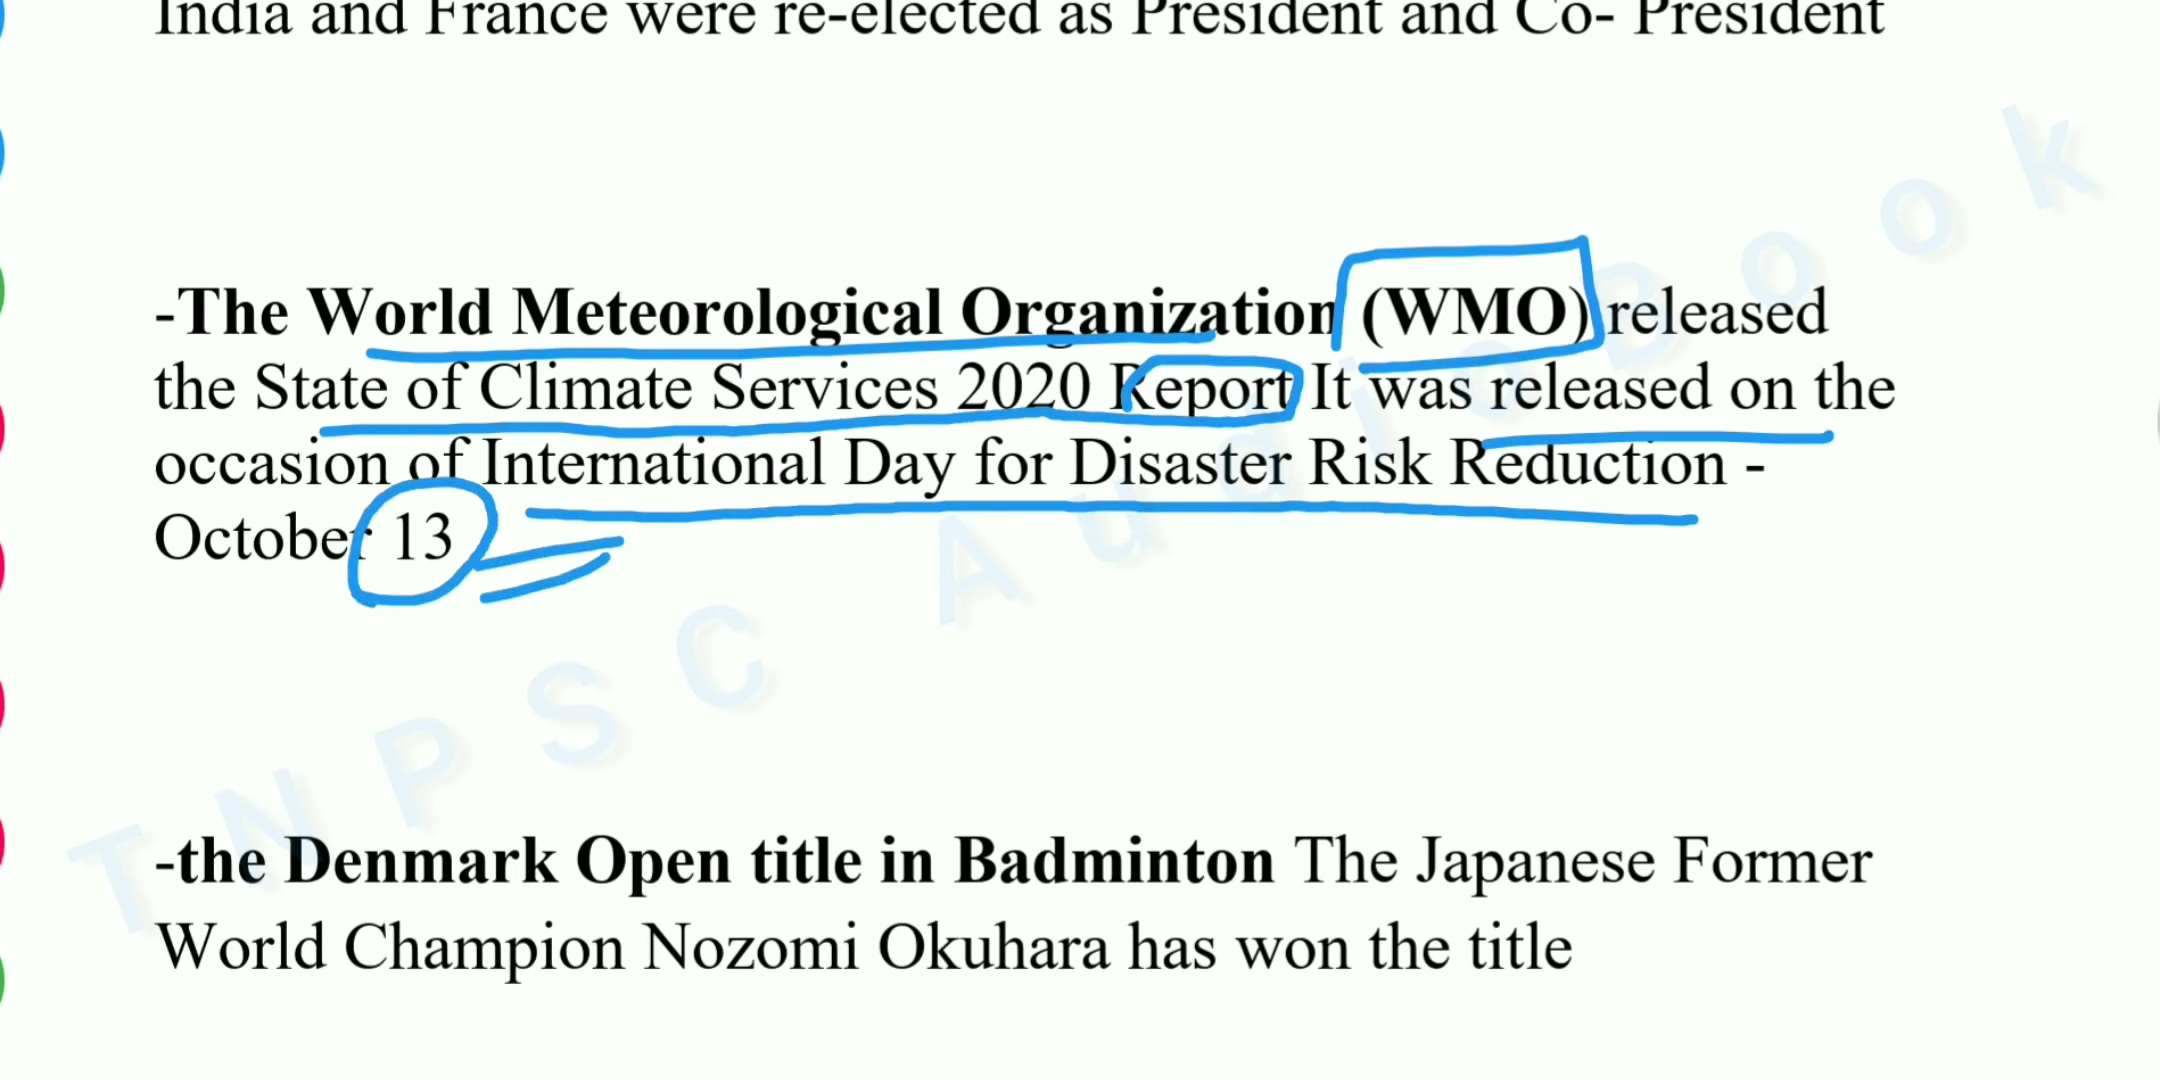 India and France were re-elected as President and Co- President
-The World Meteorological Organization (WMO) released
the State of Climate Services 2020 Report It was released on the
occasion of International Day for Disaster Risk Reduction -
October 13
-the Denmark Open title in Badminton The Japanese Former
World Champion Nozomi Okuhara has won the title
TNPSC AudioBook